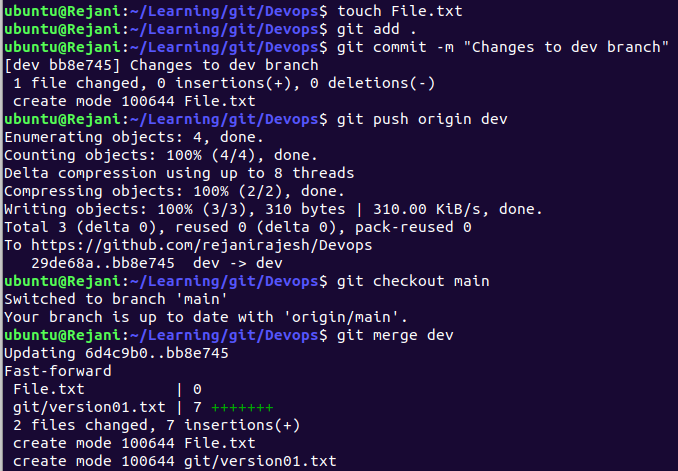 ubuntu@Rejani:~/Learning/git/Devops$ touch File.txt
ubuntu@Rejani:~/Learning/git/Devops$ git add .
ubuntu@Rejani:~/Learning/git/Devops$ git commit -m "Changes to dev branch"
[dev bb8e745] Changes to dev branch
 1 file changed, 0 insertions(+), 0 deletions(-)
 create mode 100644 File.txt
ubuntu@Rejani:~/Learning/git/Devops$ git push origin dev
Enumerating objects: 4, done.
Counting objects: 100% (4/4), done.
Delta compression using up to 8 threads
Compressing objects: 100% (2/2), done.
Writing objects: 100% (3/3), 310 bytes | 310.00 KiB/s, done.
Total 3 (delta 0), reused 0 (delta 0), pack-reused 0
To https://github.com/rejanirajesh/Devops
   29de68a..bb8e745  dev -> dev
ubuntu@Rejani:~/Learning/git/Devops$ git checkout main
Switched to branch 'main'
Your branch is up to date with 'origin/main'.
ubuntu@Rejani:~/Learning/git/Devops$ git merge dev
Updating 6d4c9b0..bb8e745
Fast-forward
 File.txt          | 0
 git/version01.txt | 7 +++++++
 2 files changed, 7 insertions(+)
 create mode 100644 File.txt
 create mode 100644 git/version01.txt